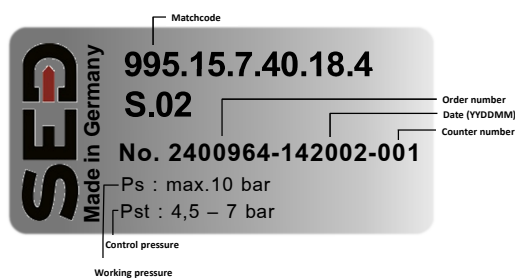 Matchcode
SED
Made in Germany
995.15.7.40.18.4
S.02
Order number
Date (YYDDMM)
Counter number
No. 2400964-142002-001
Ps : max.10 bar
Pst : 4,5 – 7 bar
Control pressure
Working pressure